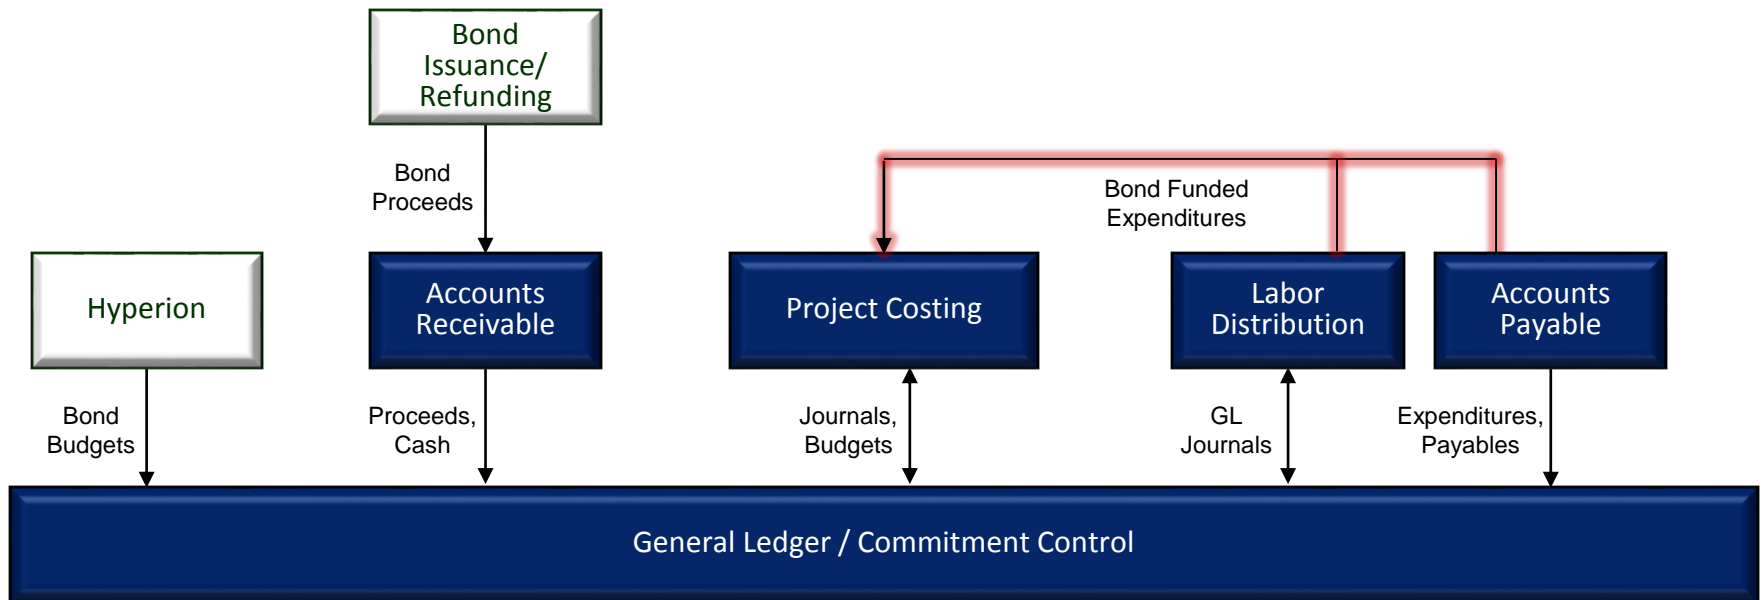 Bond
Issuance/
Refunding
Bond
Proceeds
Bond Funded
Expenditures
Hyperion
Accounts
Receivable
Project Costing
Labor
Distribution
Accounts
Payable
Bond
Budgets
Proceeds,
Cash
Journals,
Budgets
GL
Journals
Expenditures,
Payables
General Ledger / Commitment Control